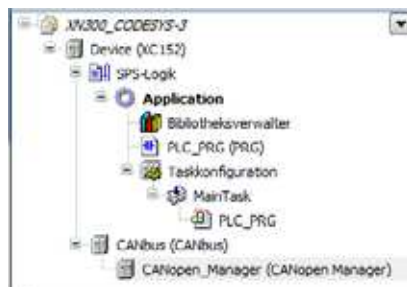 XN300_CODESYS-3
Device (XC152)
SPS-Logik
Application
Bibliotheksverwalter
PLC_PRG (PRG)
Taskkonfiguration
MainTask
PLC_PRG
CANbus (CANbus)
CANopen_Manager (CANopen Manager)